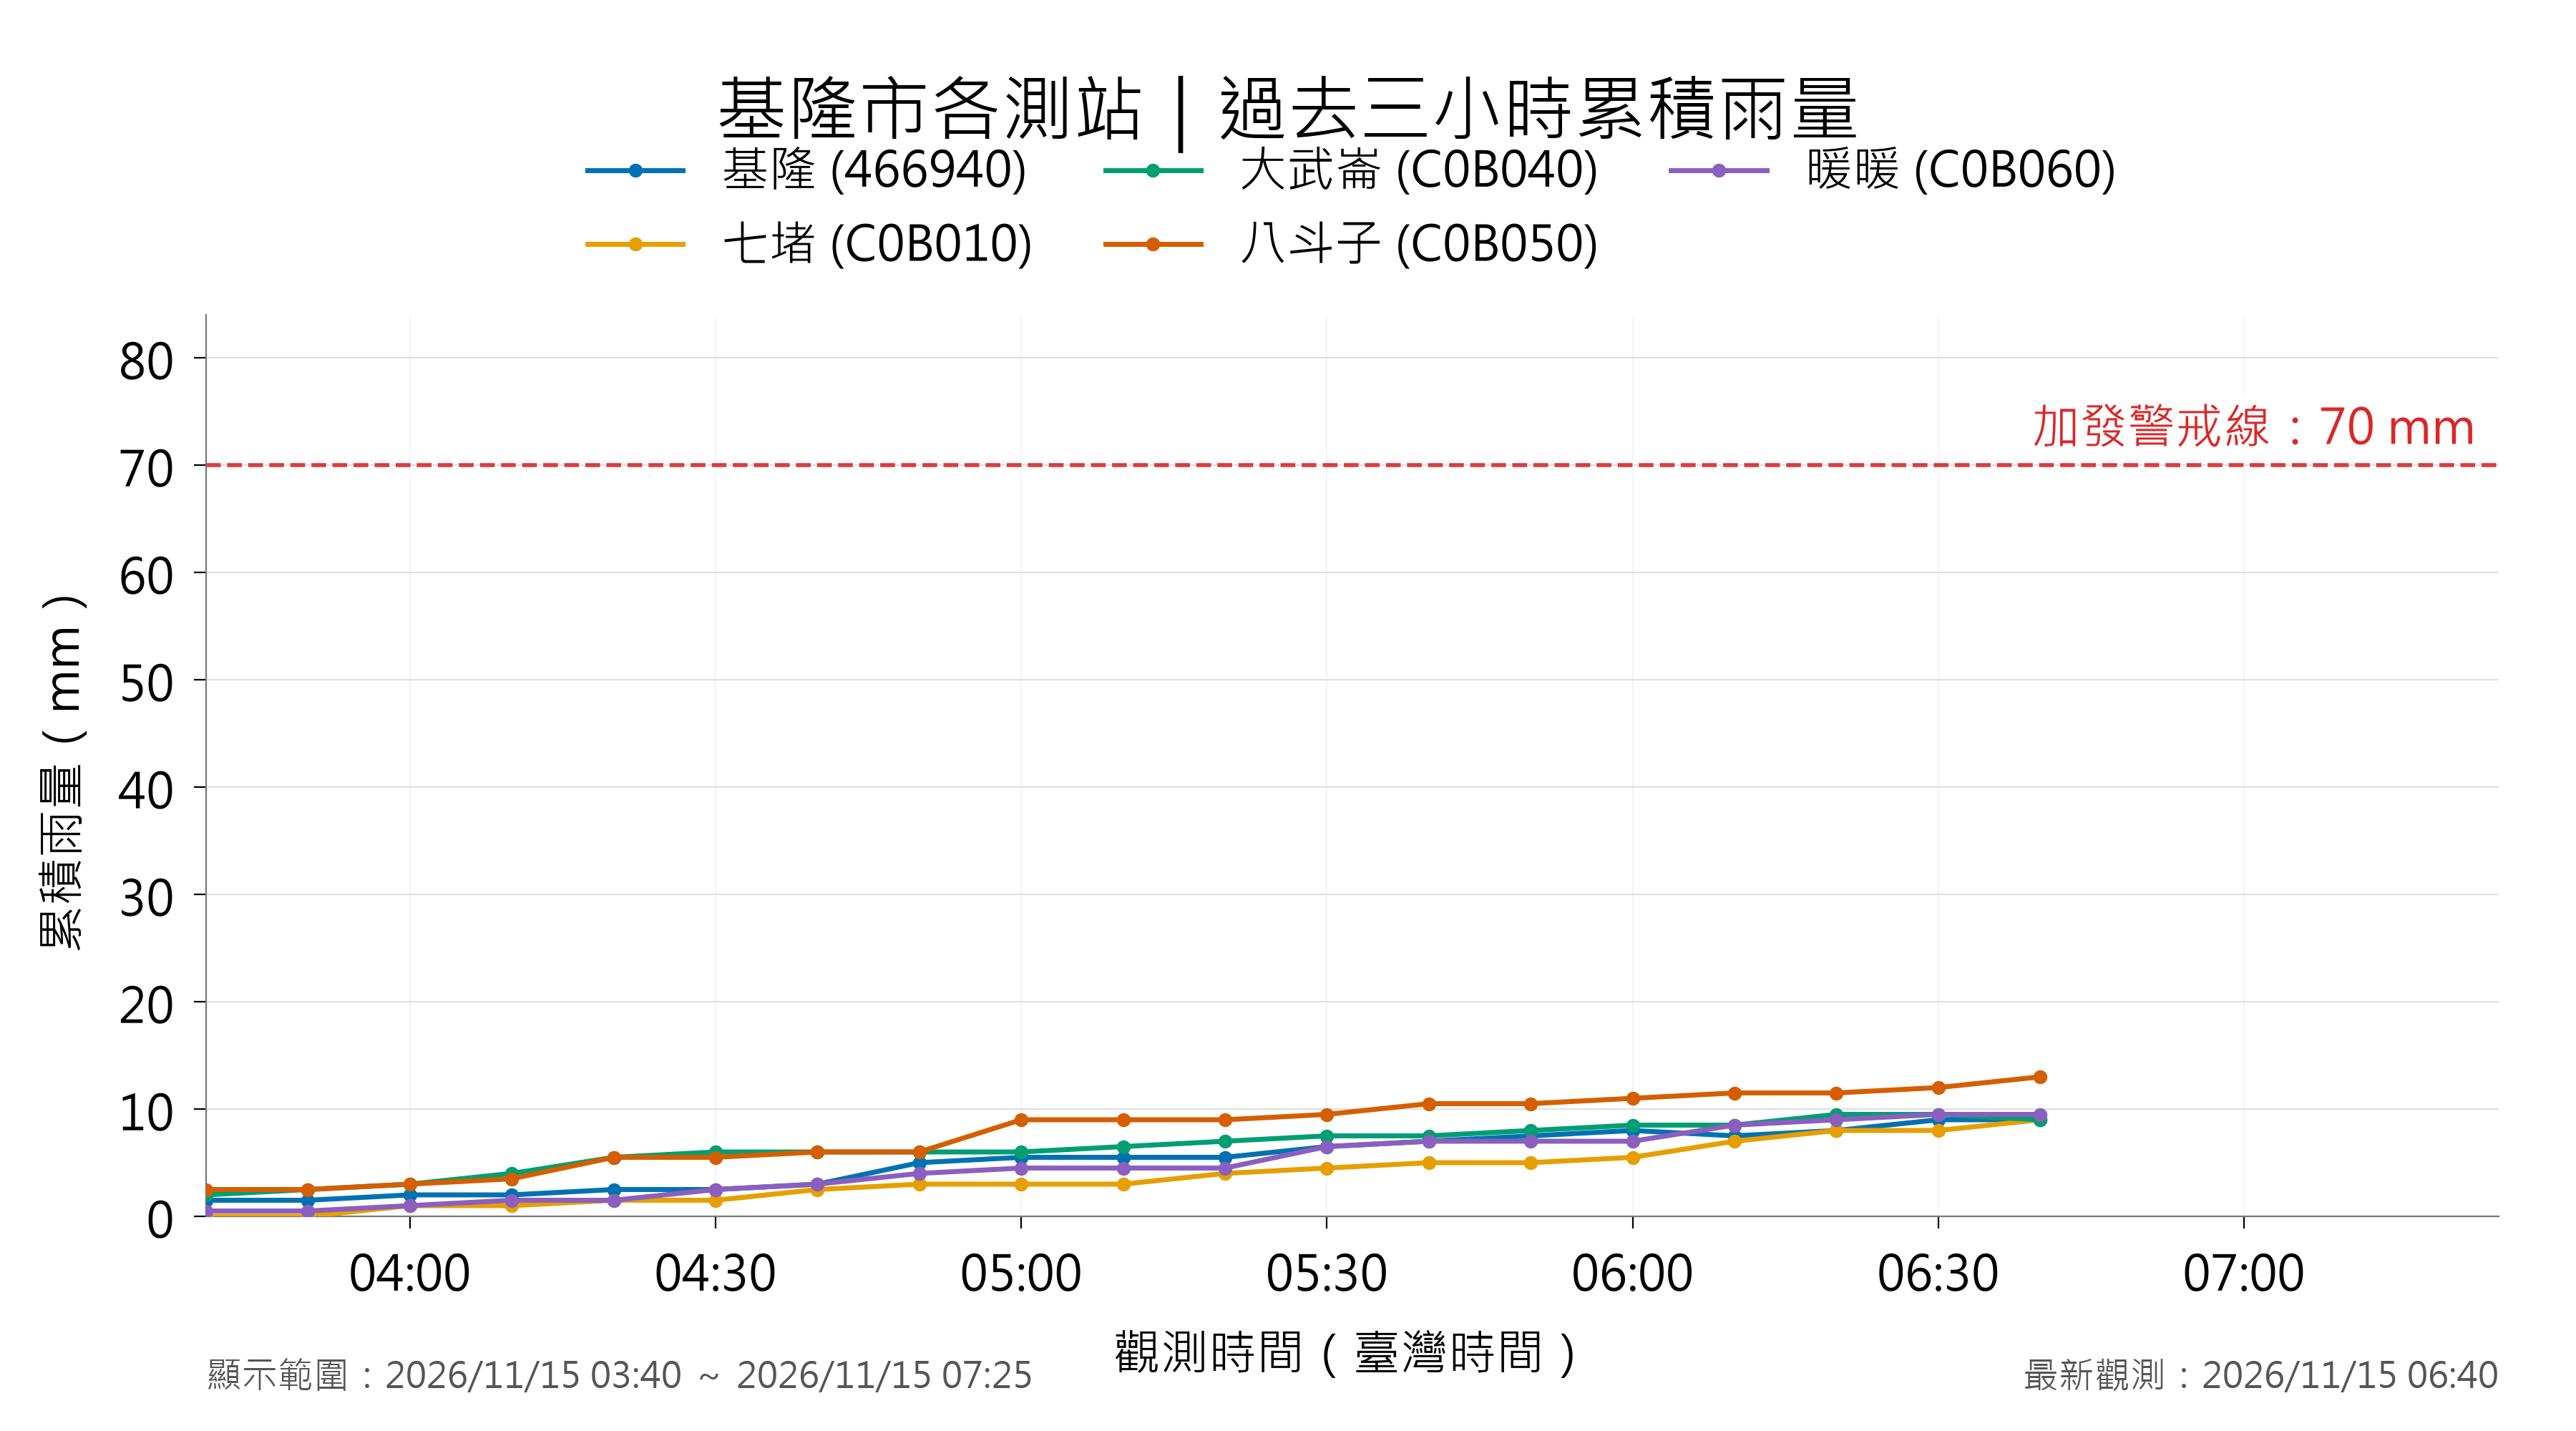 基隆市各測站｜過去三小時累積雨量
基隆 (466940)
七堵 (C0B010)
大武崙 (C0B040)
八斗子 (C0B050)
暖暖 (C0B060)
累積雨量（mm）
80
70
60
50
40
30
20
10
0
加發警戒線：70 mm
04:00
04:30
05:00
05:30
06:00
06:30
07:00
觀測時間（臺灣時間）
顯示範圍：2026/11/15 03:40 ~ 2026/11/15 07:25
最新觀測：2026/11/15 06:40